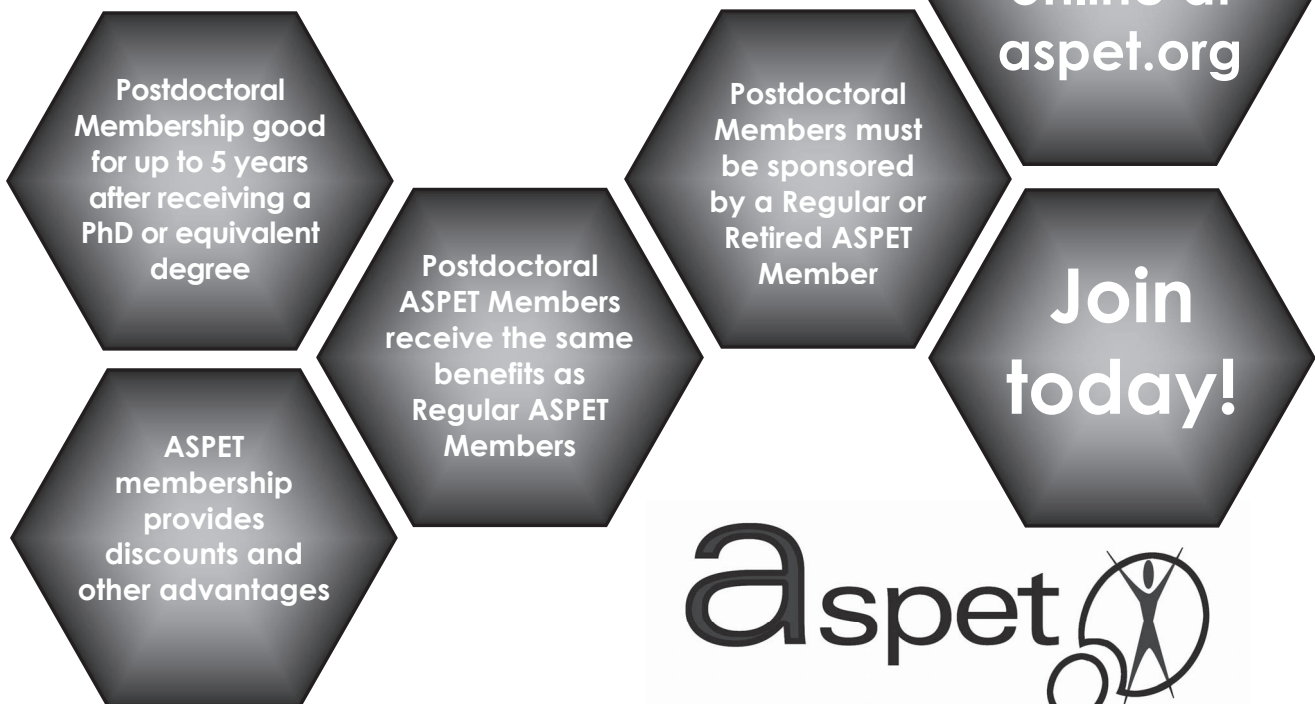 Postdoctoral
Membership good
for up to 5 years
after receiving a
PhD or equivalent
degree
ASPET
membership
provides
discounts and
other advantages
Postdoctoral
ASPET Members
receive the same
benefits as
Regular ASPET
Members
Postdoctoral
Members must
be sponsored
by a Regular or
Retired ASPET
Member
online at
aspet.org
Join
today!
aspet